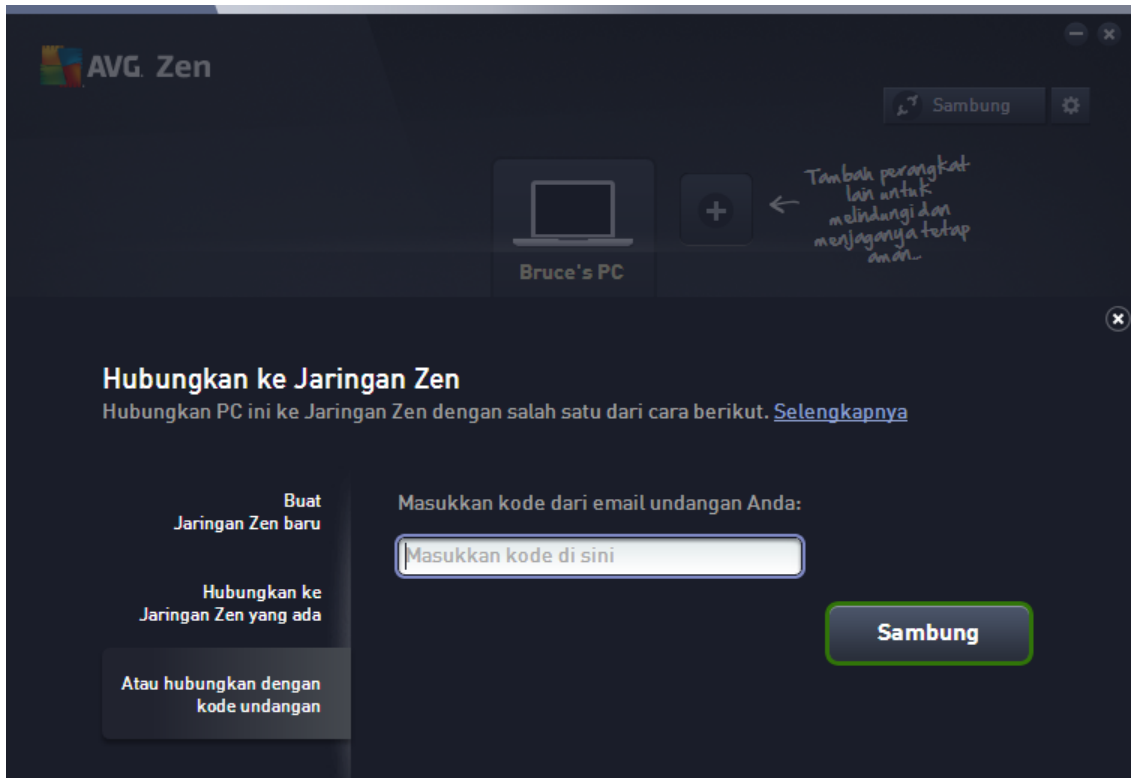 AVG Zen
Sambung
Tambah perangkat
lain untuk
melindungi dan
menjaganya tetap
aman...
Bruce's PC
Hubungkan ke Jaringan Zen
Hubungkan PC ini ke Jaringan Zen dengan salah satu dari cara berikut. Selengkapnya
Buat
Jaringan Zen baru
Hubungkan ke
Jaringan Zen yang ada
Atau hubungkan dengan
kode undangan
Masukkan kode dari email undangan Anda:
Masukkan kode di sini
Sambung